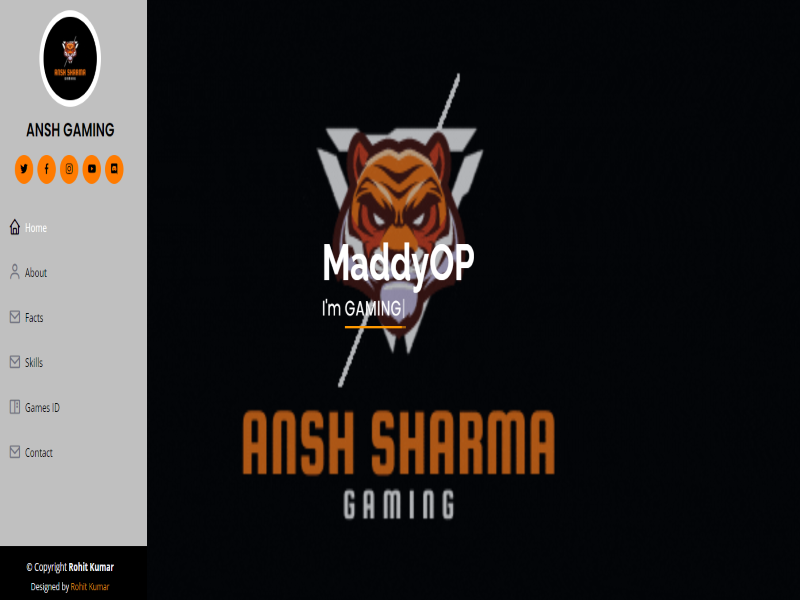 ANSH SHARMA
ANSH GAMING
Home
About
Facts
Skills
Games ID
Contact
© Copyright Rohit Kumar
Designed by Rohit Kumar
MaddyOP
I'm GAMING
ANSH SHARMA
GAMING